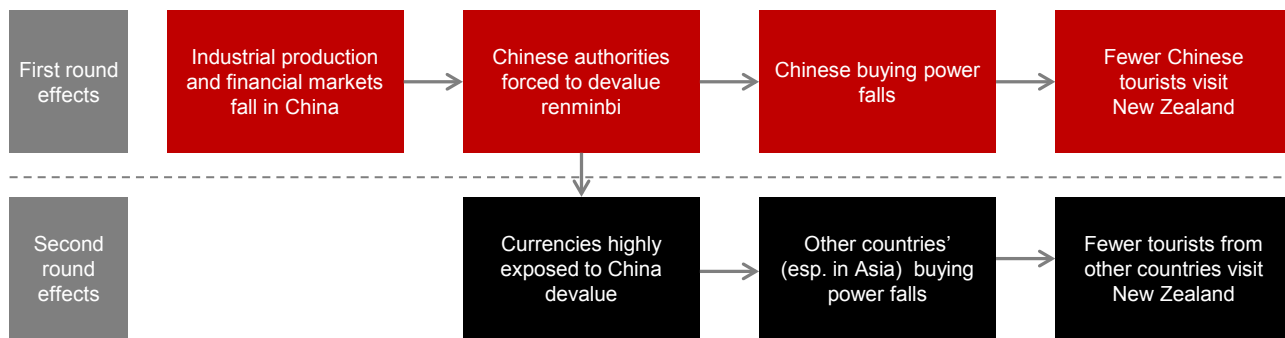 First round
effects
Industrial production
and financial markets
fall in China
Chinese authorities
forced to devalue
renminbi
Chinese buying power
falls
Fewer Chinese
tourists visit
New Zealand
Second
round
effects
Currencies highly
exposed to China
devalue
Other countries’
(esp. in Asia)  buying
power falls
Fewer tourists from
other countries visit
New Zealand